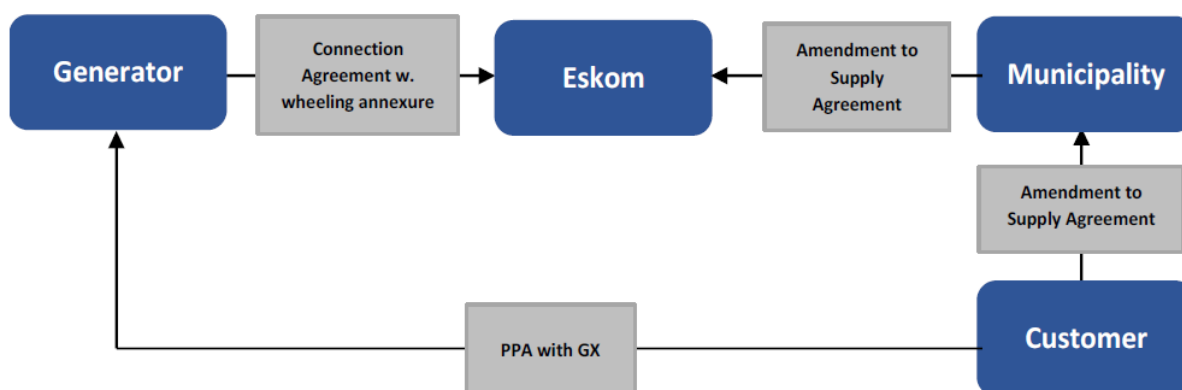 Generator
Connection
Agreement w.
wheeling annexure
Eskom
Amendment to
Supply
Agreement
Municipality
Amendment to
Supply Agreement
PPA with GX
Customer